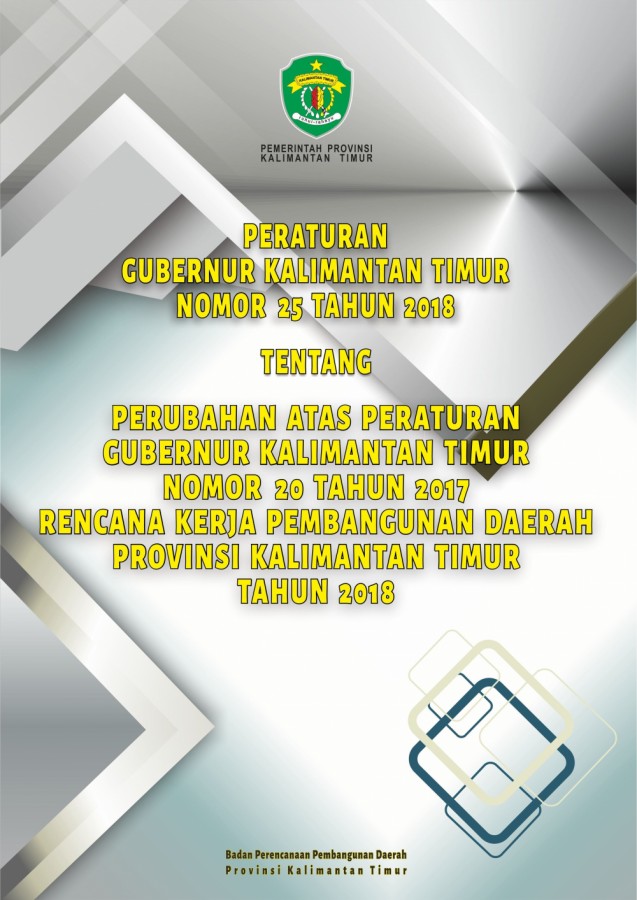 KALIMANTAN TIMUR
PEMERINTAH PROVINSI
KALIMANTAN TIMUR
PERATURAN
GUBERNUR KALIMANTAN TIMUR
NOMOR 25 TAHUN 2018
TENTANG
PERUBAHAN ATAS PERATURAN
GUBERNUR KALIMANTAN TIMUR
NOMOR 20 TAHUN 2017
RENCANA KERJA PEMBANGUNAN DAERAH
PROVINSI KALIMANTAN TIMUR
TAHUN 2018
Badan Perencanaan Pembangunan Daerah
Provinsi Kalimantan Timur